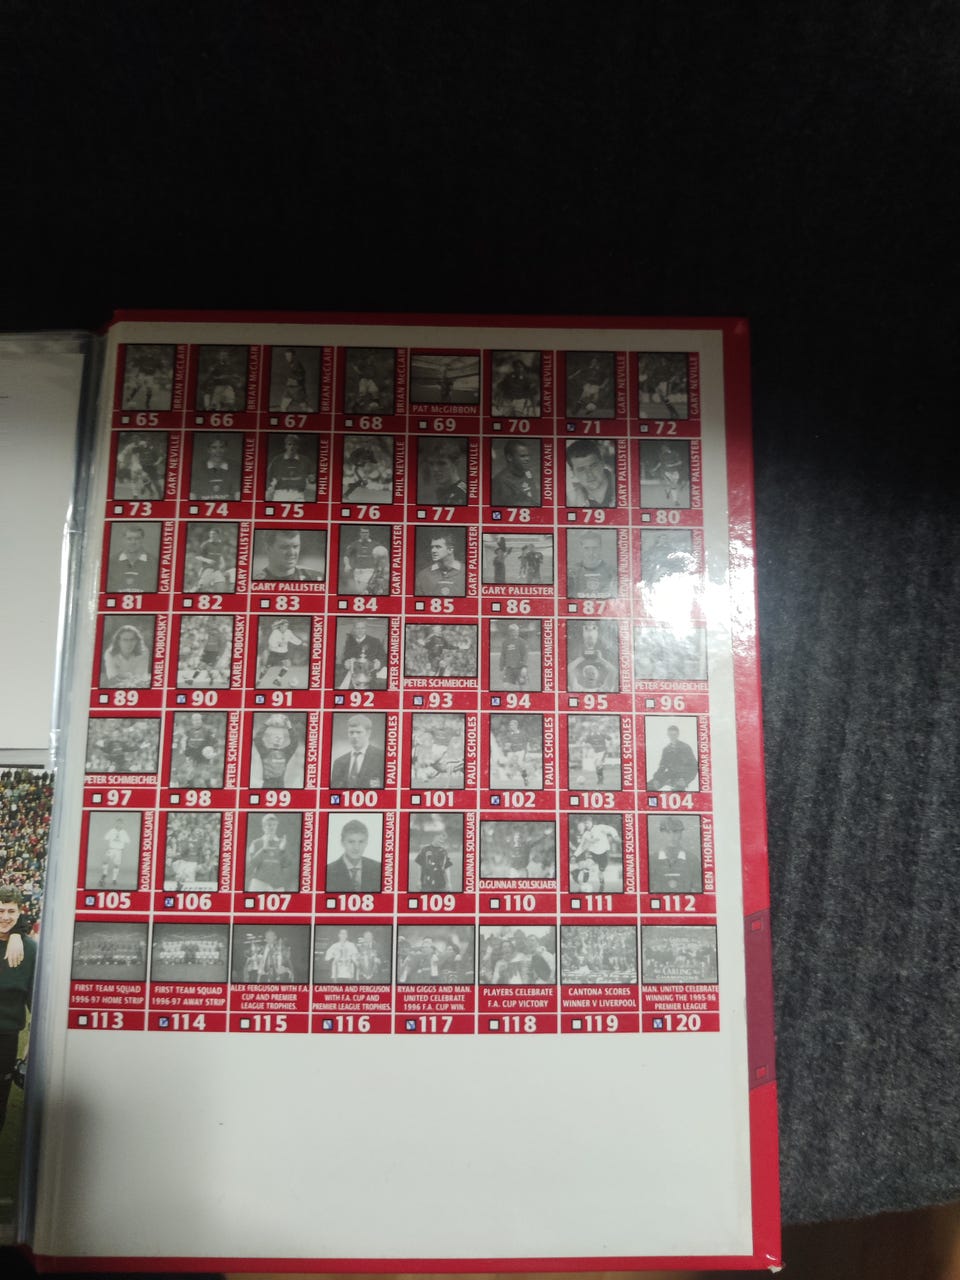 BRIAN McCLAIR
65
BRIAN McCLAIR
66
BRIAN McCLAIR
67
BRIAN McCLAIR
68
PAT McGIBBON
69
GARY NEVILLE
70
GARY NEVILLE
71
GARY NEVILLE
72
GARY NEVILLE
73
PHIL NEVILLE
74
PHIL NEVILLE
75
PHIL NEVILLE
76
PHIL NEVILLE
77
JOHN O'KANE
78
GARY PALLISTER
79
GARY PALLISTER
80
GARY PALLISTER
81
GARY PALLISTER
82
GARY PALLISTER
83
GARY PALLISTER
84
GARY PALLISTER
85
GARY PALLISTER
86
KEVIN PILKINGTON
87
KAREL POBORSKY
89
KAREL POBORSKY
90
KAREL POBORSKY
91
PETER SCHMEICHEL
92
PETER SCHMEICHEL
93
PETER SCHMEICHEL
94
PETER SCHMEICHEL
95
PETER SCHMEICHEL
96
PETER SCHMEICHEL
97
PETER SCHMEICHEL
98
PETER SCHMEICHEL
99
PAUL SCHOLES
100
PAUL SCHOLES
101
PAUL SCHOLES
102
PAUL SCHOLES
103
O.GUNNAR SOLSKJAER
104
O.GUNNAR SOLSKJAER
105
O.GUNNAR SOLSKJAER
106
O.GUNNAR SOLSKJAER
107
O.GUNNAR SOLSKJAER
108
O.GUNNAR SOLSKJAER
109
O.GUNNAR SOLSKJAER
110
O.GUNNAR SOLSKJAER
111
BEN THORNLEY
112
FIRST TEAM SQUAD
1996-97 HOME STRIP
113
FIRST TEAM SQUAD
1996-97 AWAY STRIP
114
ALEX FERGUSON WITH F.A.
CUP AND PREMIER
LEAGUE TROPHIES.
115
CANTONA AND FERGUSON
WITH F.A. CUP AND
PREMIER LEAGUE TROPHIES.
116
RYAN GIGGS AND MAN.
UNITED CELEBRATE
1996 F.A. CUP WIN.
117
PLAYERS CELEBRATE
F.A. CUP VICTORY
118
CANTONA SCORES
WINNER V LIVERPOOL
119
CARLING
MAN. UNITED CELEBRATE
WINNING THE 1995-96
PREMIER LEAGUE
120